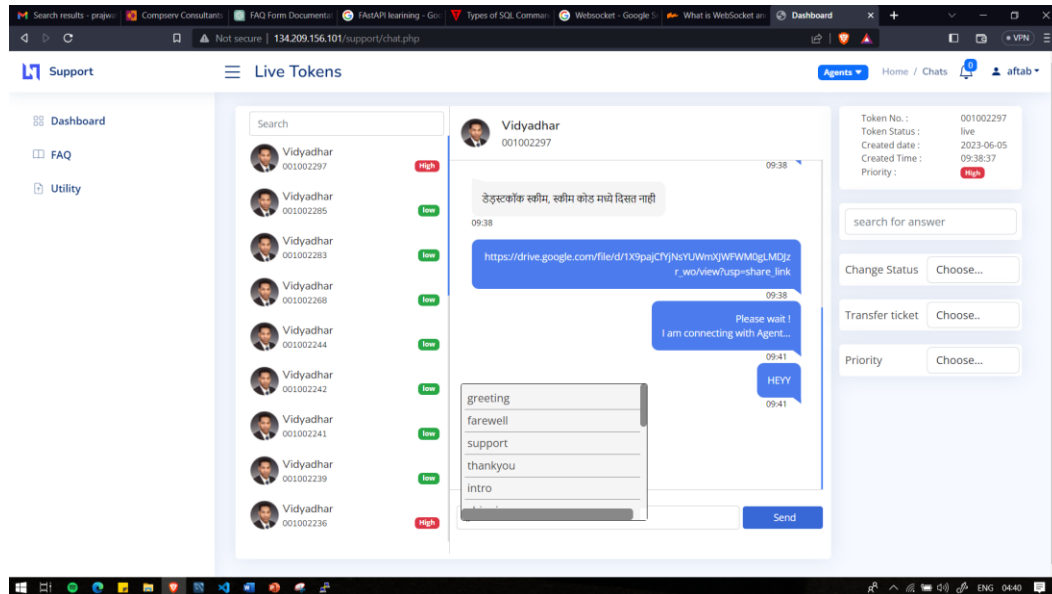 Search results - prajwa
Compserv Consultants
FAQ Form Documentat
FAstAPI learining - Goo
Types of SQL Comman
Websocket - Google S
What is WebSocket an
Dashboard
Not secure | 134.209.156.101/support/chat.php
VPN
Support
Live Tokens
Agents
Home / Chats
0
aftab
Dashboard
FAQ
Utility
Search
Vidyadhar
001002297
High
Vidyadhar
001002285
low
Vidyadhar
001002283
low
Vidyadhar
001002268
low
Vidyadhar
001002244
low
Vidyadhar
001002242
low
Vidyadhar
001002241
low
Vidyadhar
001002239
low
Vidyadhar
001002236
High
Vidyadhar
001002297
09:38
डेड्स्टकॉक स्कीम, स्कीम कोड मध्ये दिसत नाही
09:38
https://drive.google.com/file/d/1X9pajCfYjNsYUWmXJWFWM0gLMDJz
r_wo/view?usp=share_link
09:38
Please wait !
I am connecting with Agent...
09:41
HEYY
09:41
greeting
farewell
support
thankyou
intro
Send
Token No. : 001002297
Token Status : live
Created date : 2023-06-05
Created Time : 09:38:37
Priority : High
search for answer
Change Status Choose...
Transfer ticket Choose..
Priority Choose...
ENG 04:40